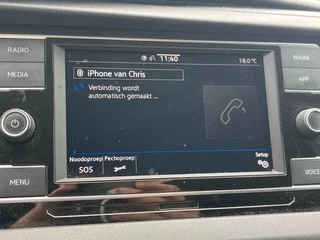 RADIO
11:40
18.0 °C
PHONE
iPhone van Chris
MEDIA
APP
Verbinding wordt
automatisch gemaakt ...
Noodoproep
Pechoproep
Setup
SOS
MENU
VOICE